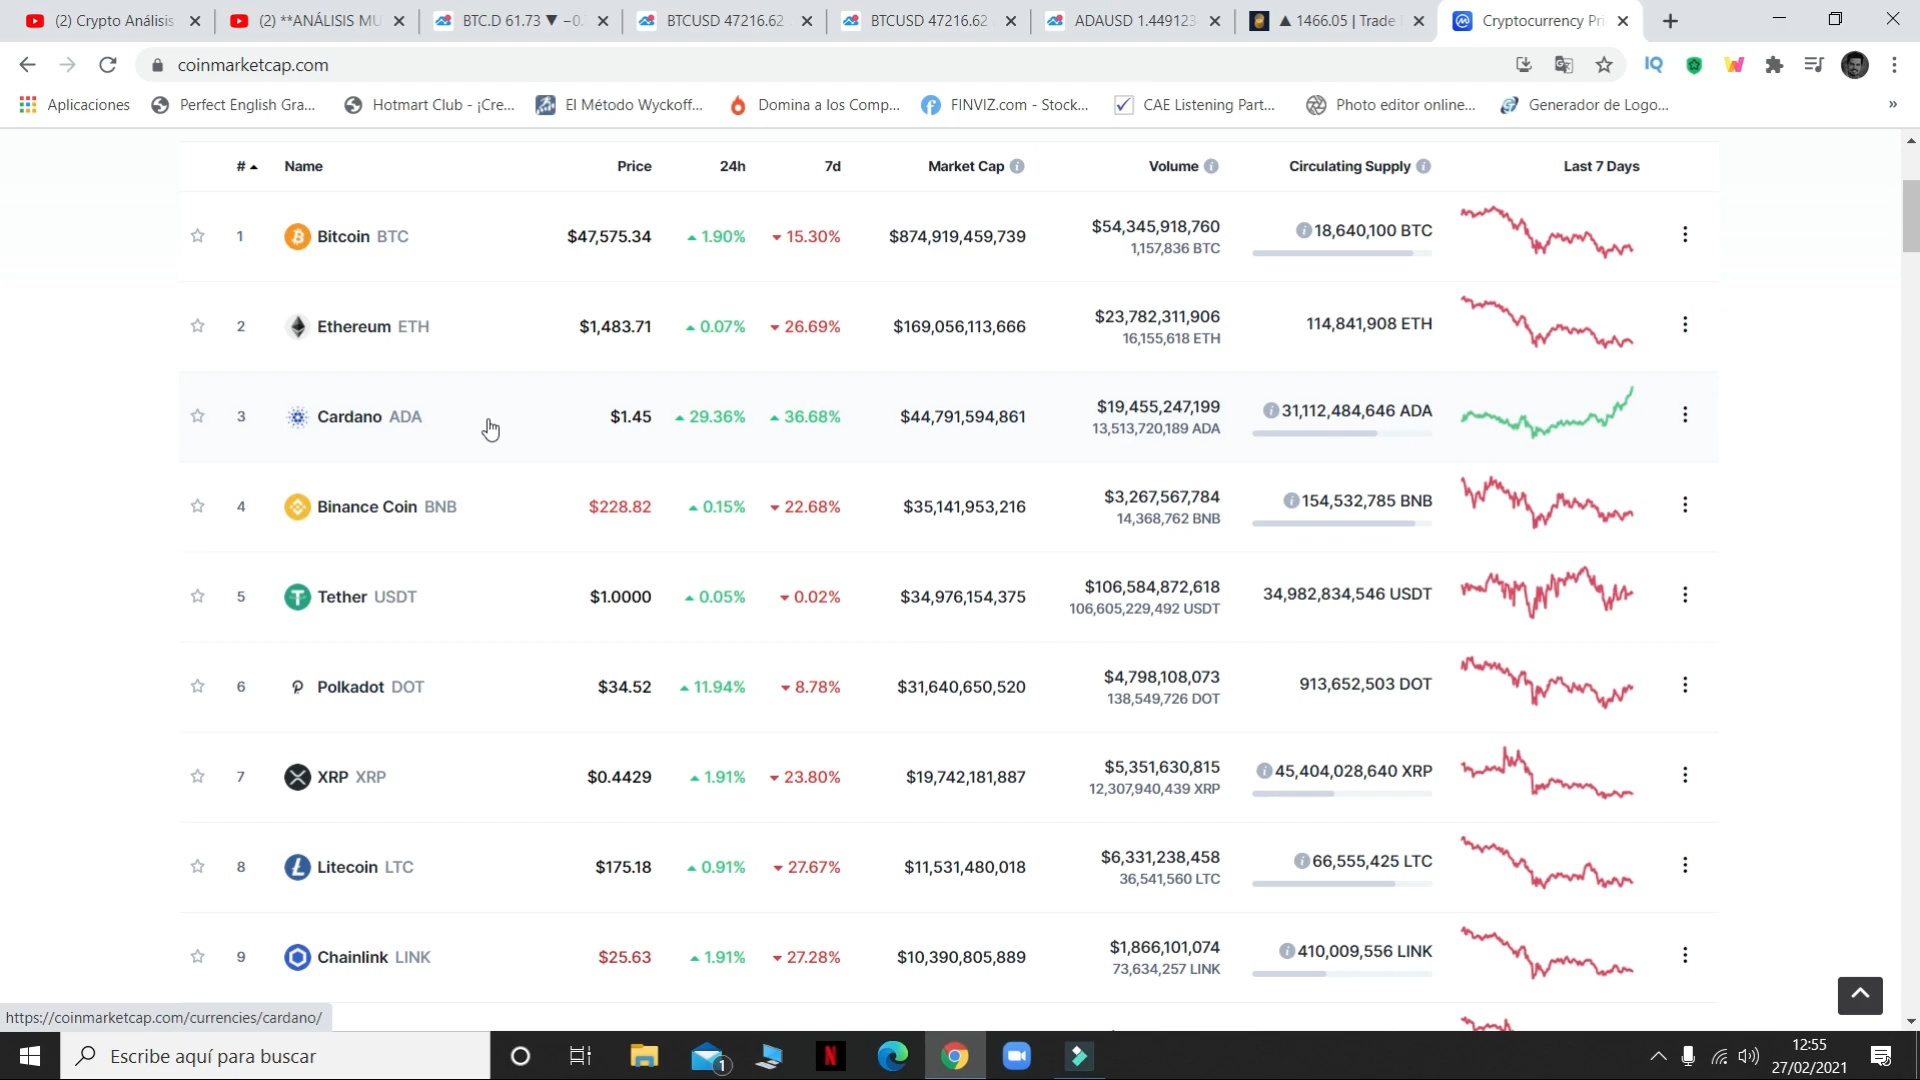 (2) Crypto Análisis
(2) **ANÁLISIS MU
BTC.D 61.73 ▼ −0.
BTCUSD 47216.62
BTCUSD 47216.62
ADAUSD 1.449123
▲ 1466.05 | Trade
Cryptocurrency Pri
coinmarketcap.com
Aplicaciones
Perfect English Gra...
Hotmart Club - ¡Cre...
El Método Wyckoff...
Domina a los Comp...
FINVIZ.com - Stock...
CAE Listening Part...
Photo editor online...
Generador de Logo...
»
# Name Price 24h 7d Market Cap Volume Circulating Supply Last 7 Days
1 Bitcoin BTC $47,575.34 1.90% 15.30% $874,919,459,739 $54,345,918,760 18,640,100 BTC
1,157,836 BTC
2 Ethereum ETH $1,483.71 0.07% 26.69% $169,056,113,666 $23,782,311,906 114,841,908 ETH
16,155,618 ETH
3 Cardano ADA $1.45 29.36% 36.68% $44,791,594,861 $19,455,247,199 31,112,484,646 ADA
13,513,720,189 ADA
4 Binance Coin BNB $228.82 0.15% 22.68% $35,141,953,216 $3,267,567,784 154,532,785 BNB
14,368,762 BNB
5 Tether USDT $1.0000 0.05% 0.02% $34,976,154,375 $106,584,872,618 34,982,834,546 USDT
106,605,229,492 USDT
6 Polkadot DOT $34.52 11.94% 8.78% $31,640,650,520 $4,798,108,073 913,652,503 DOT
138,549,726 DOT
7 XRP XRP $0.4429 1.91% 23.80% $19,742,181,887 $5,351,630,815 45,404,028,640 XRP
12,307,940,439 XRP
8 Litecoin LTC $175.18 0.91% 27.67% $11,531,480,018 $6,331,238,458 66,555,425 LTC
36,541,560 LTC
9 Chainlink LINK $25.63 1.91% 27.28% $10,390,805,889 $1,866,101,074 410,009,556 LINK
73,634,257 LINK
https://coinmarketcap.com/currencies/cardano/
Escribe aquí para buscar
1
12:55
27/02/2021